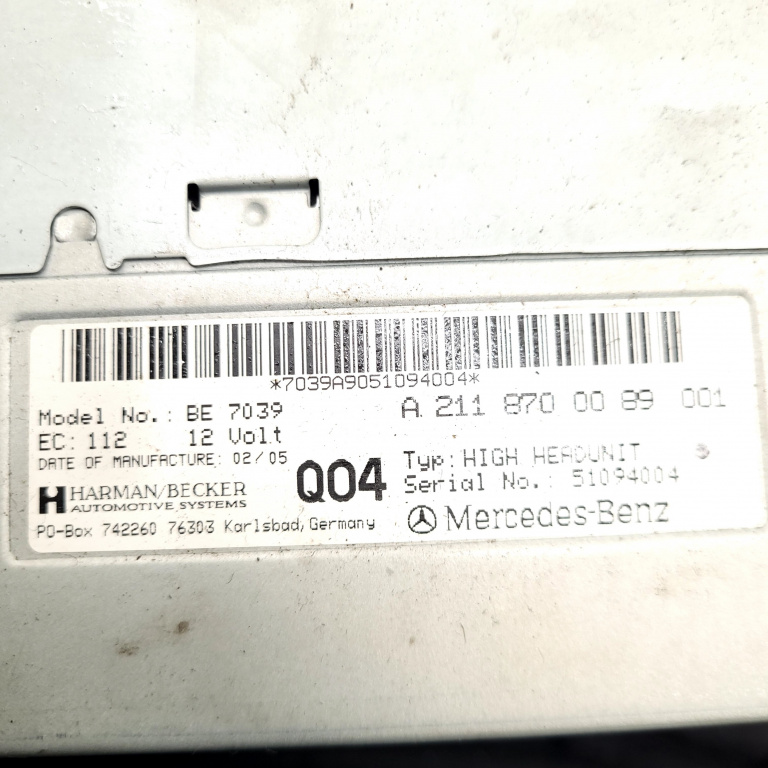 *7039A9051094004*
Model No.: BE 7039
A 211 870 00 89 001
EC: 112 12 Volt
DATE OF MANUFACTURE: 02/05
Q04
Typ: HIGH HEADUNIT
Serial No.: 51094004
HARMAN/BECKER
AUTOMOTIVE SYSTEMS
Mercedes-Benz
PO-Box 742260 76303 Karlsbad, Germany